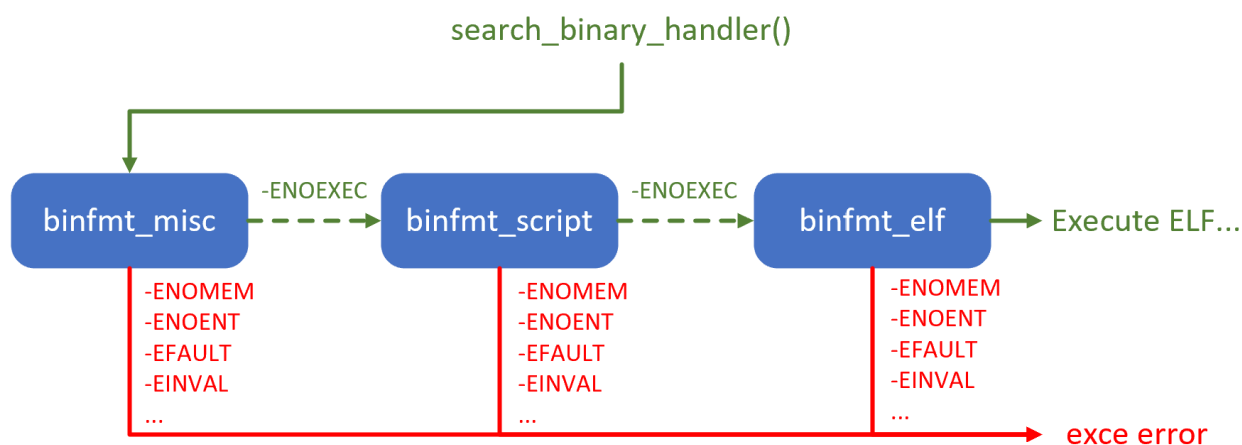 search_binary_handler()
-ENOEXEC
-ENOEXEC
binfmt_misc
binfmt_script
binfmt_elf
Execute ELF...
-ENOMEM
-ENOENT
-EFAULT
-EINVAL
...
-ENOMEM
-ENOENT
-EFAULT
-EINVAL
...
-ENOMEM
-ENOENT
-EFAULT
-EINVAL
...
exce error